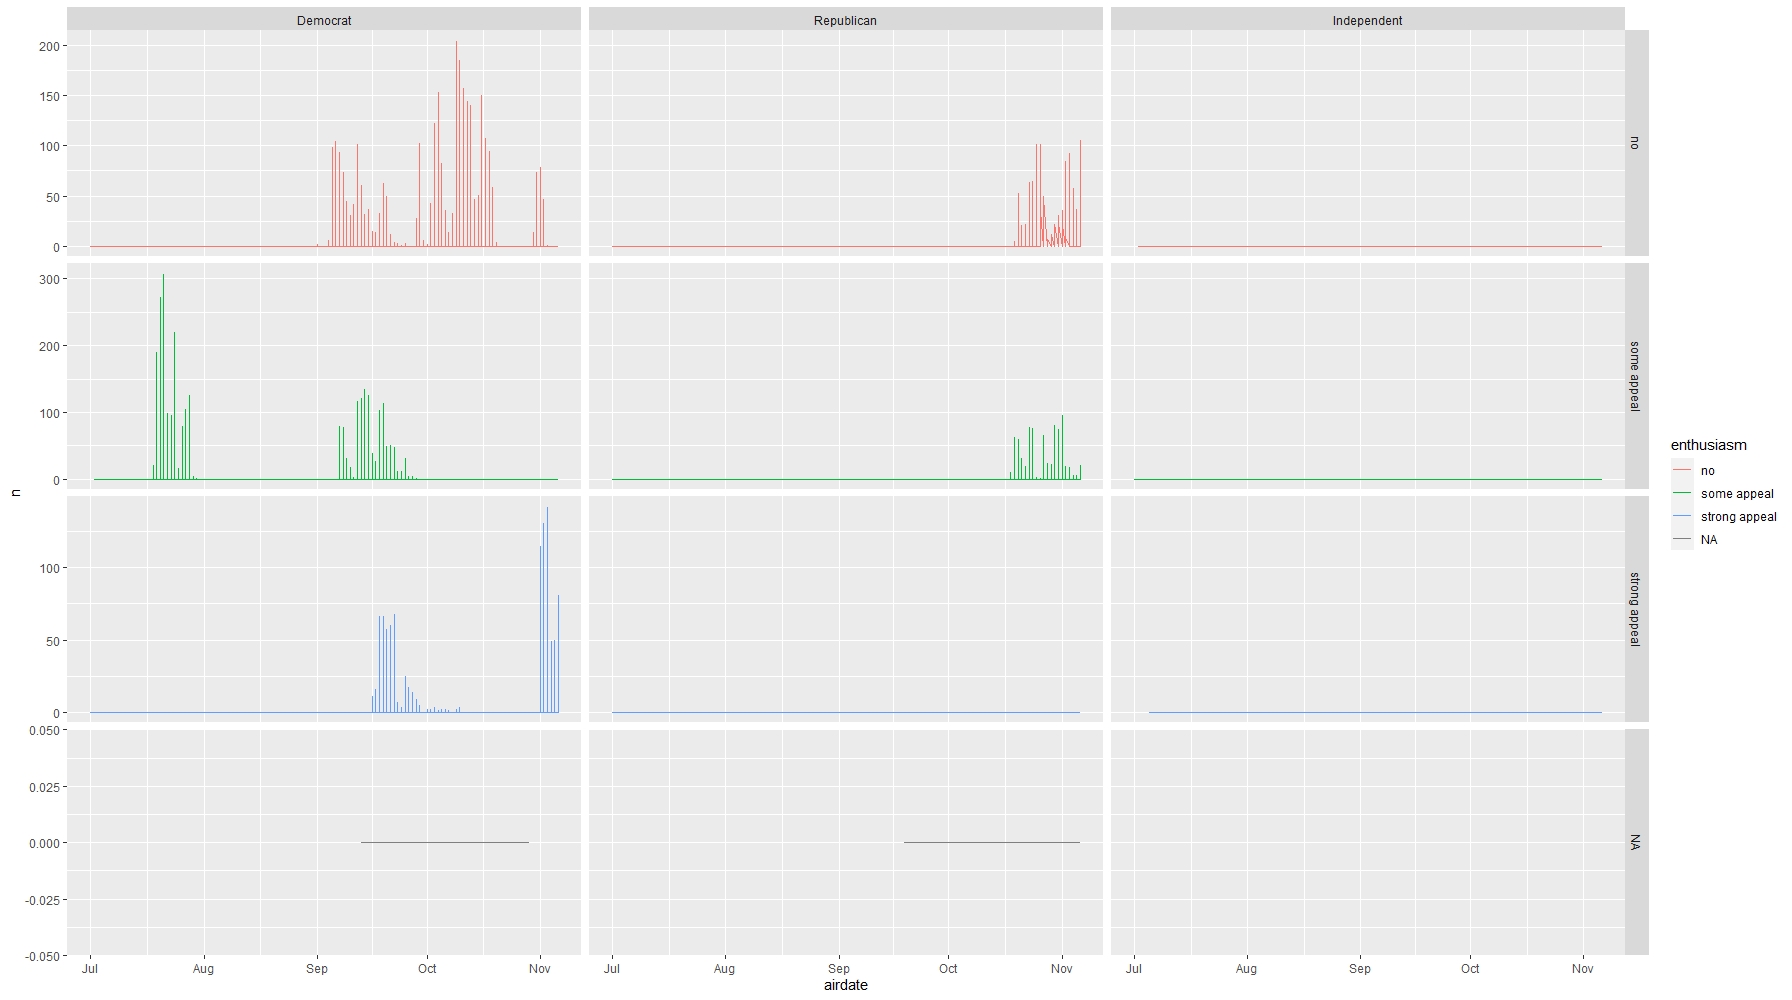 Democrat
Republican
Independent
200
150
100
50
0
no
300
200
100
0
some appeal
100
50
0
strong appeal
0.050
0.025
0.000
-0.025
-0.050
NA
n
Jul Aug Sep Oct Nov
Jul Aug Sep Oct Nov
Jul Aug Sep Oct Nov
airdate
enthusiasm
no
some appeal
strong appeal
NA